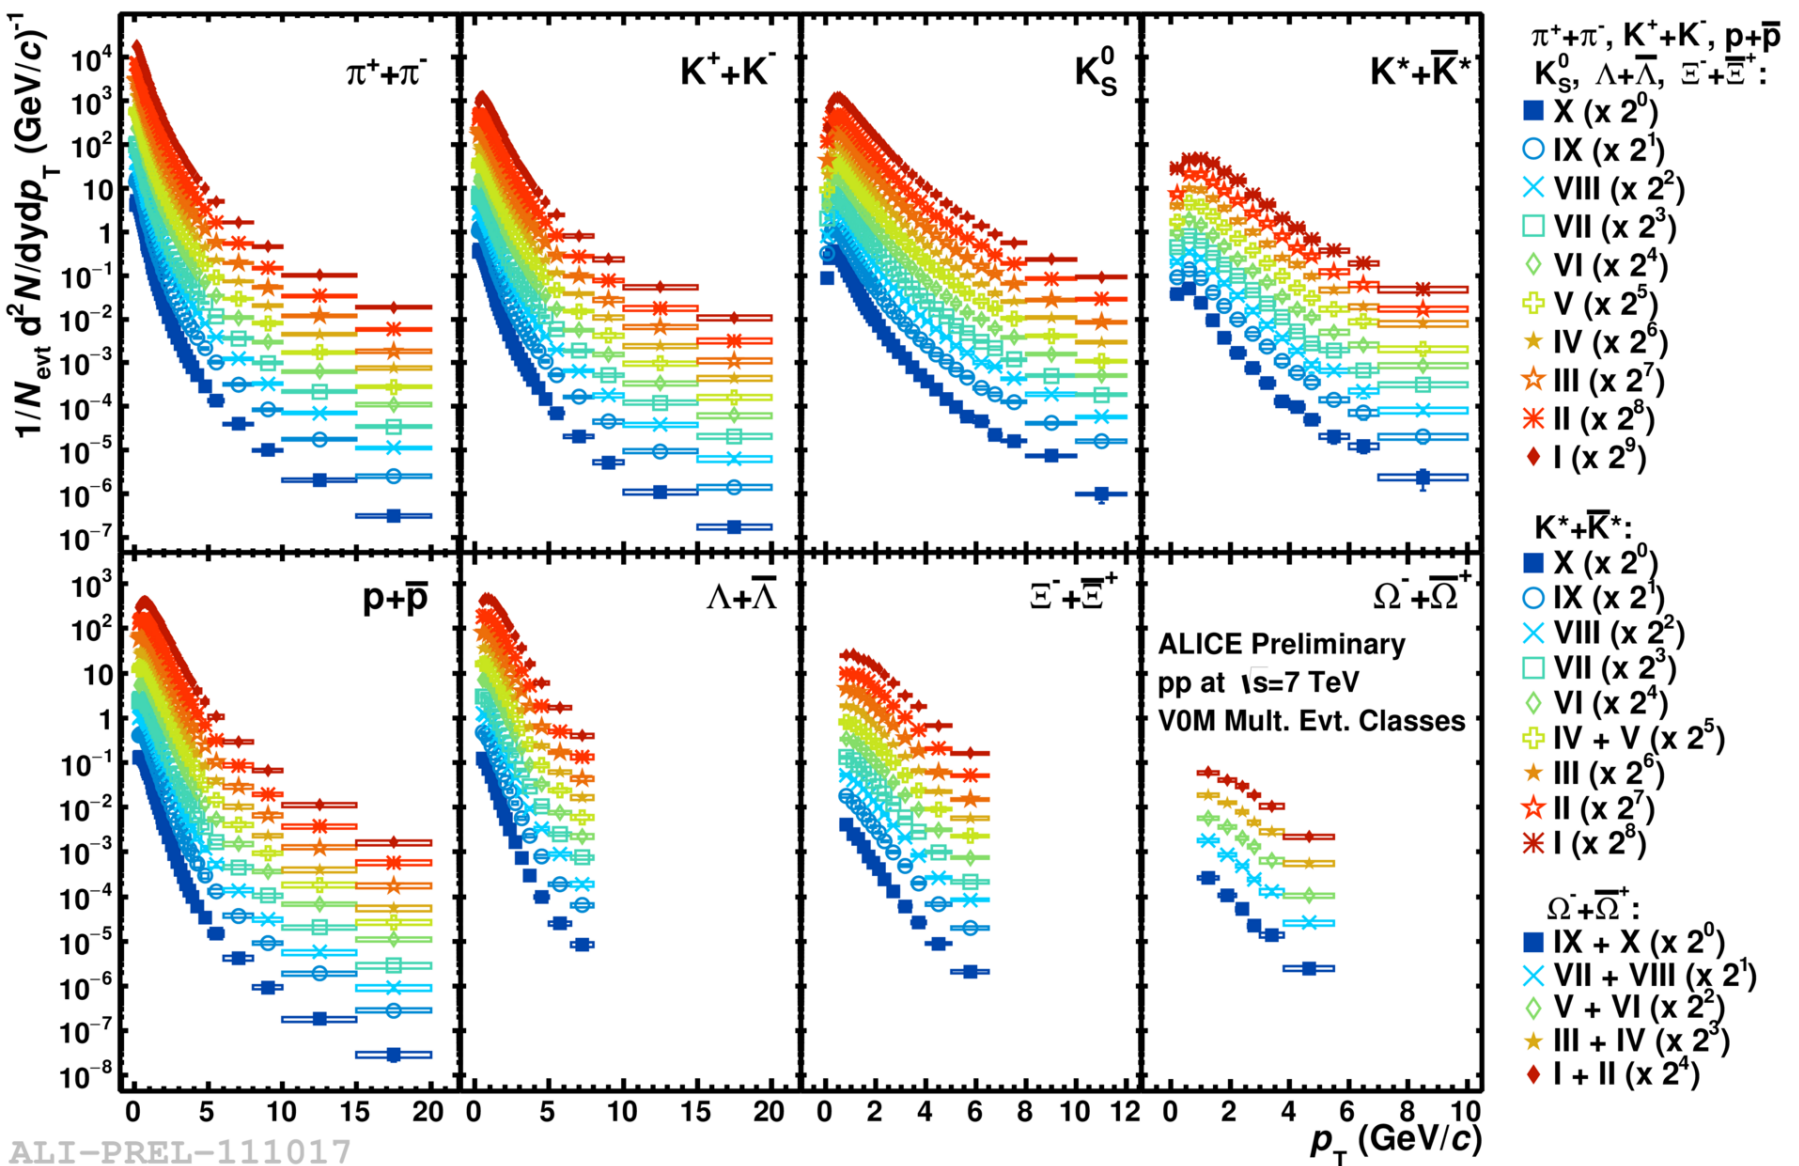 1/N_evt d²N/dydp_T (GeV/c)⁻¹
10⁴
10³
10²
10
1
10⁻¹
10⁻²
10⁻³
10⁻⁴
10⁻⁵
10⁻⁶
10⁻⁷
π⁺+π⁻
K⁺+K⁻
K⁰_S
K*+K̅*
10³
10²
10
1
10⁻¹
10⁻²
10⁻³
10⁻⁴
10⁻⁵
10⁻⁶
10⁻⁷
10⁻⁸
p+p̅
Λ+Λ̅
Ξ⁻+Ξ̅⁺
Ω⁻+Ω̅⁺
ALICE Preliminary
pp at √s=7 TeV
V0M Mult. Evt. Classes
0 5 10 15 20
0 5 10 15 20
0 2 4 6 8 10 12
0 2 4 6 8 10
p_T (GeV/c)
π⁺+π⁻, K⁺+K⁻, p+p̅
K⁰_S, Λ+Λ̅, Ξ⁻+Ξ̅⁺:
X (x 2⁰)
IX (x 2¹)
VIII (x 2²)
VII (x 2³)
VI (x 2⁴)
V (x 2⁵)
IV (x 2⁶)
III (x 2⁷)
II (x 2⁸)
I (x 2⁹)
K*+K̅*:
X (x 2⁰)
IX (x 2¹)
VIII (x 2²)
VII (x 2³)
VI (x 2⁴)
IV + V (x 2⁵)
III (x 2⁶)
II (x 2⁷)
I (x 2⁸)
Ω⁻+Ω̅⁺:
IX + X (x 2⁰)
VII + VIII (x 2¹)
V + VI (x 2²)
III + IV (x 2³)
I + II (x 2⁴)
ALI-PREL-111017